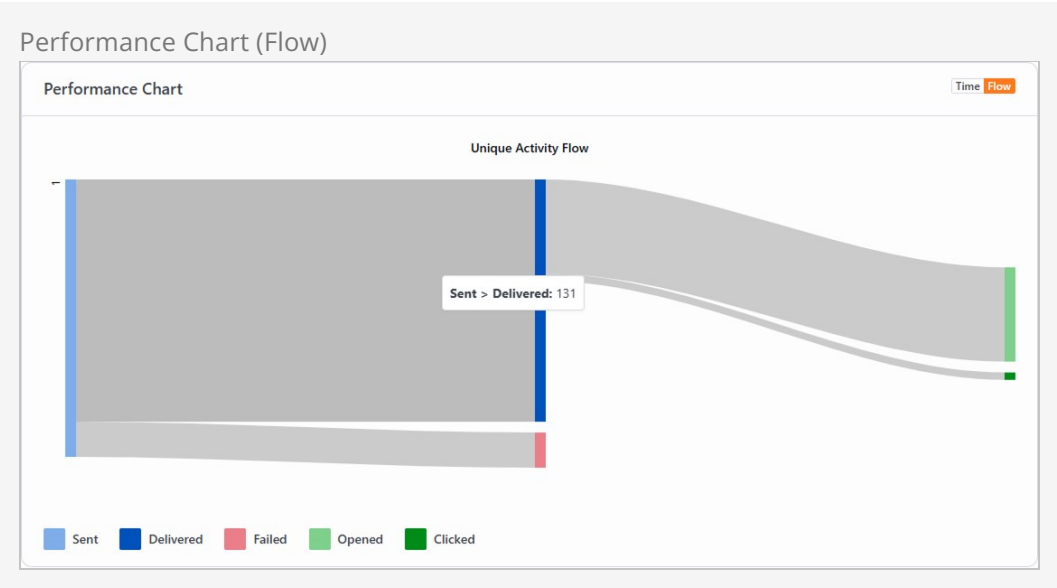 Performance Chart (Flow)
Performance Chart
Time Flow
Unique Activity Flow
1
Sent > Delivered: 131
Sent Delivered Failed Opened Clicked